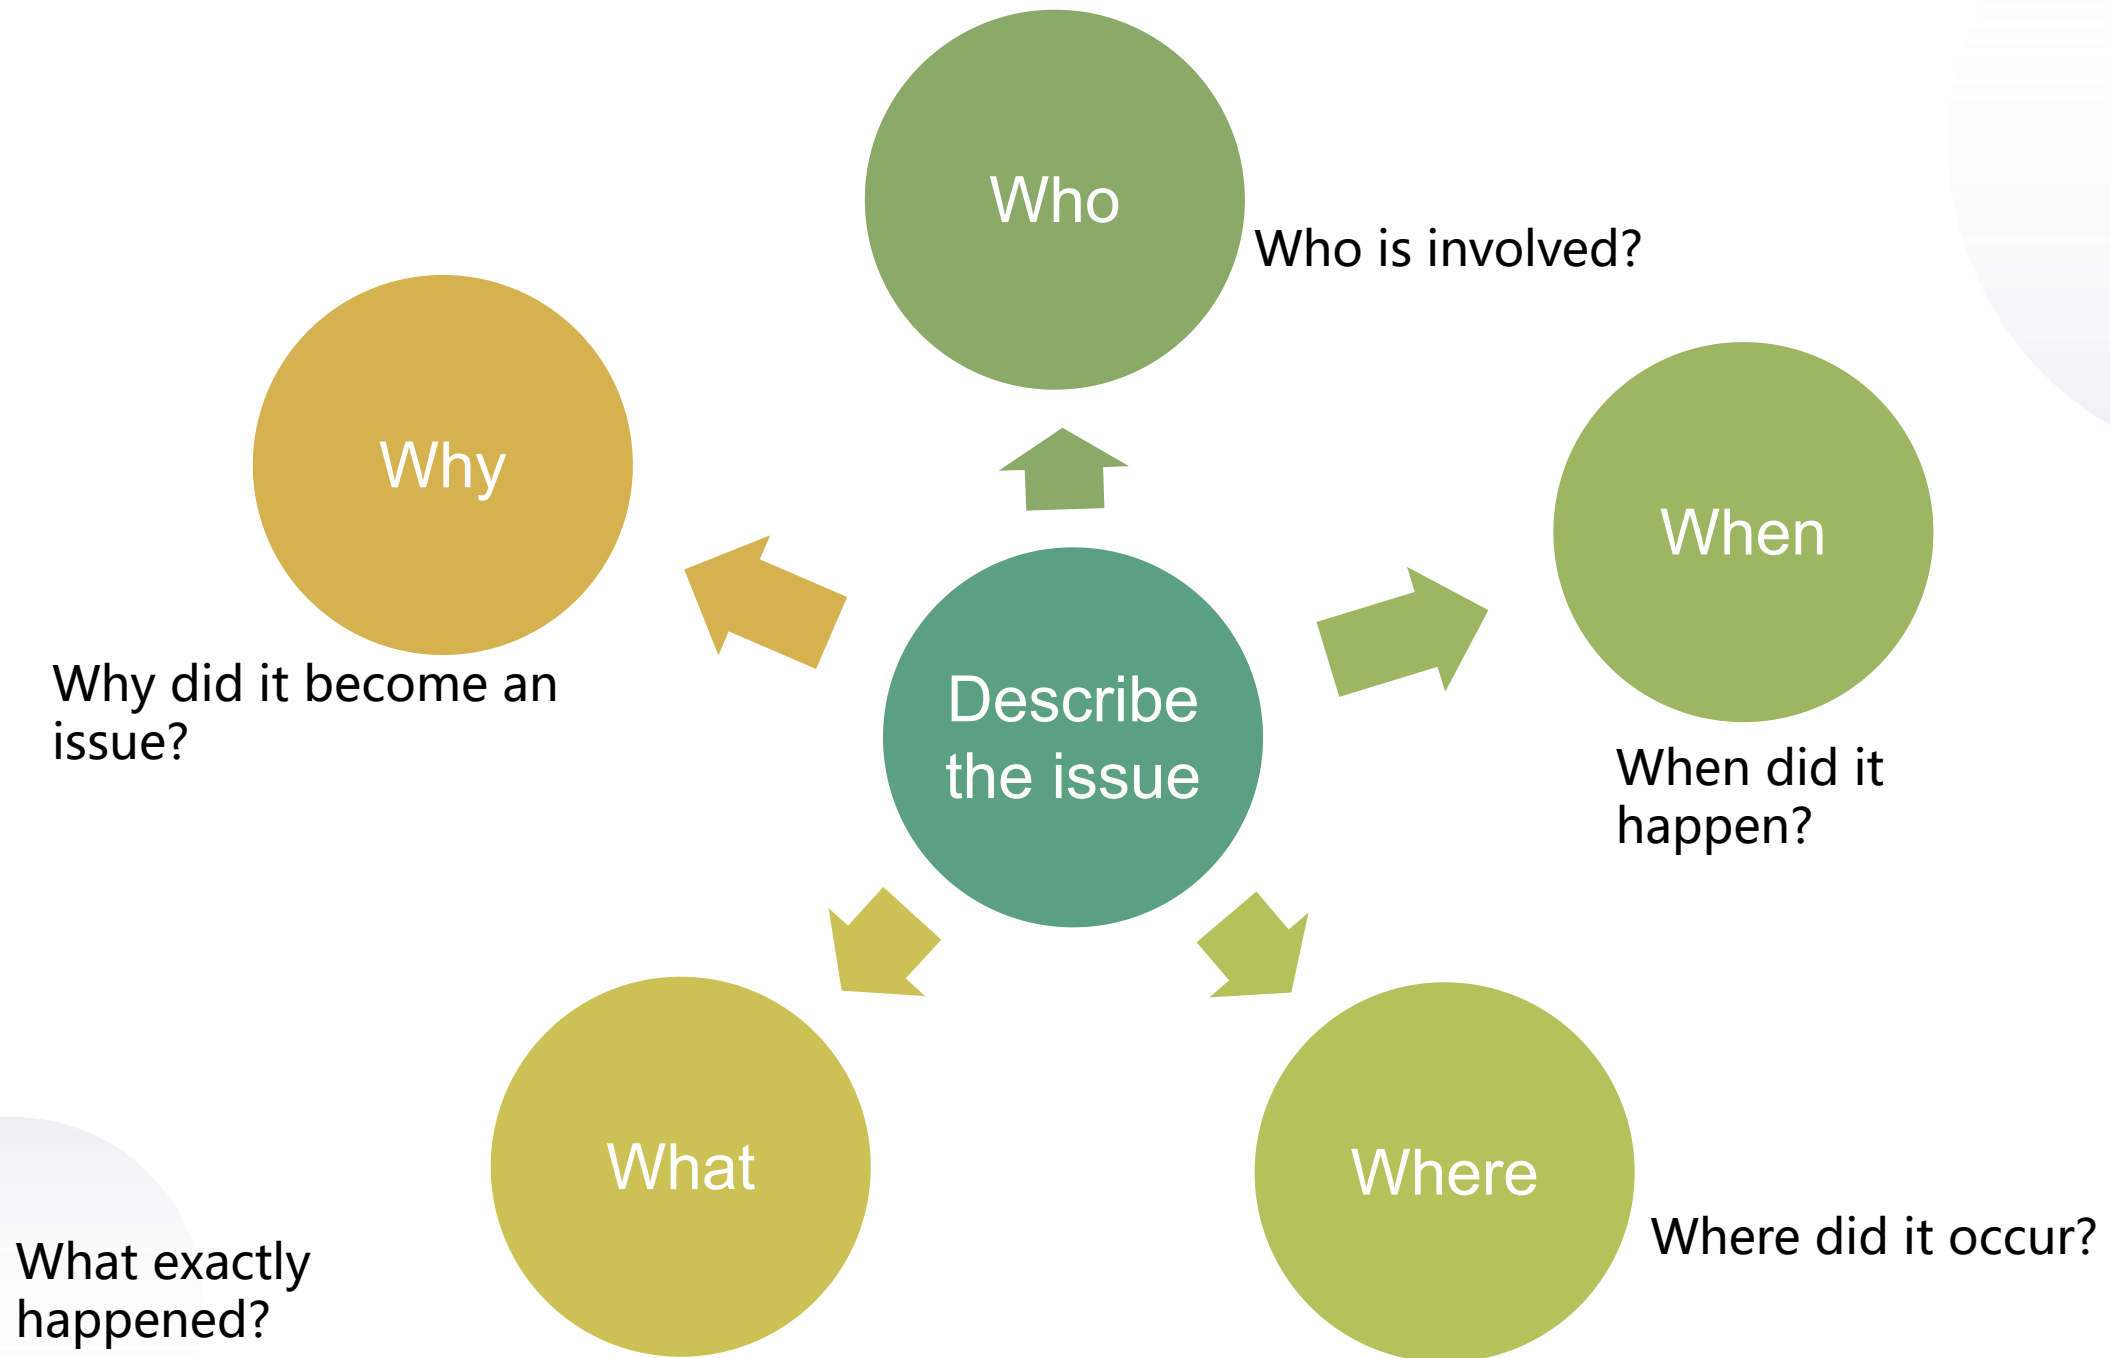 Who
Who is involved?
Why
Why did it become an
issue?
When
When did it
happen?
Describe
the issue
What
What exactly
happened?
Where
Where did it occur?